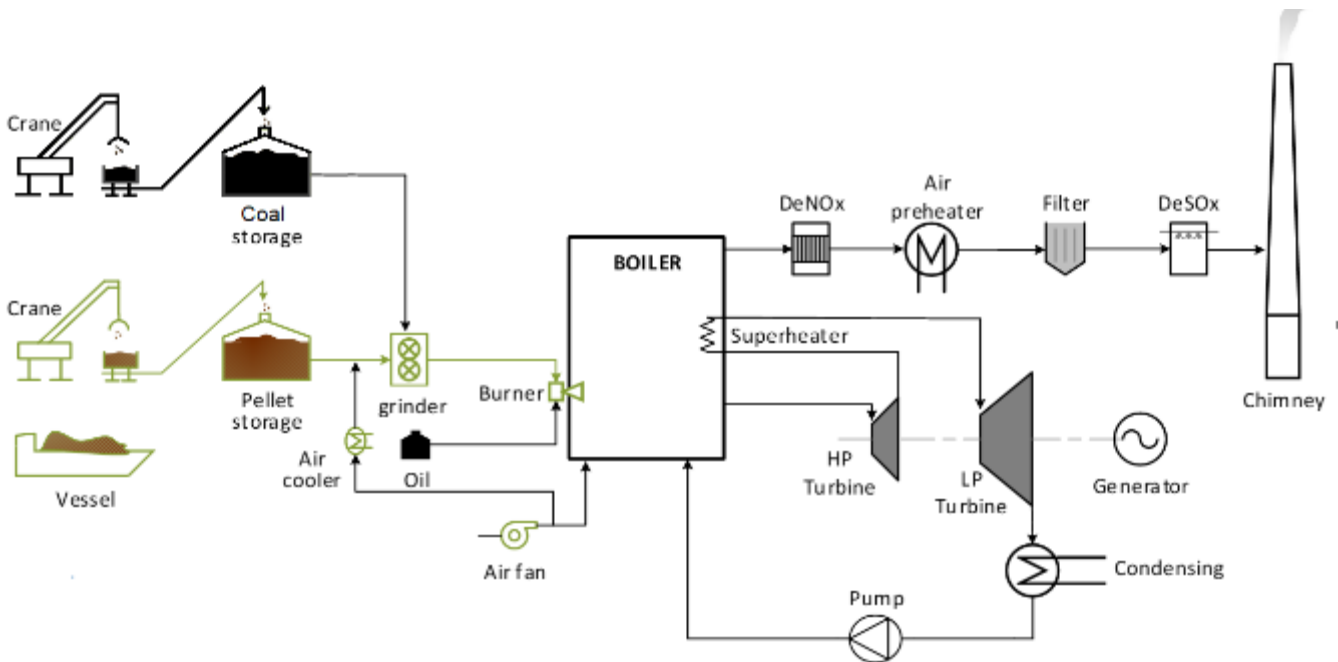 Crane
Coal
storage
DeNOx
Air
preheater
Filter
DeSOx
BOILER
Crane
Superheater
Pellet
storage
grinder
Burner
Chimney
Air
cooler
Oil
HP
Turbine
LP
Turbine
Generator
Vessel
Air fan
Condensing
Pump